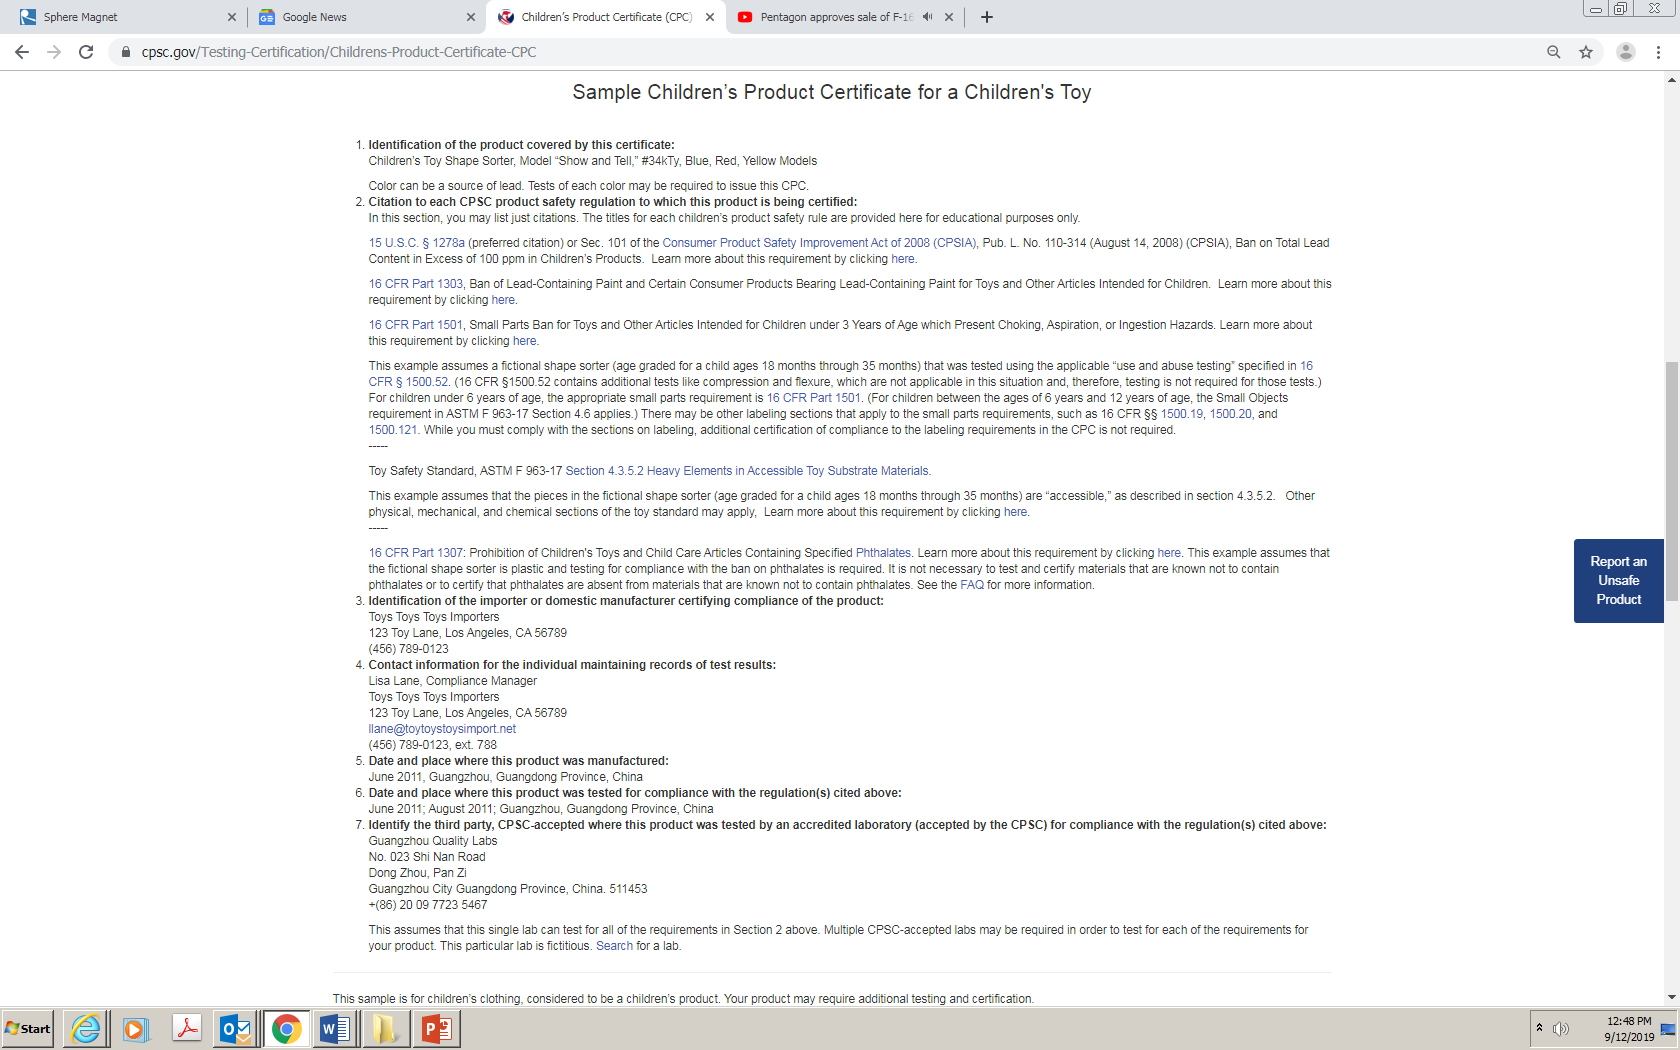 Sphere Magnet
Google News
Children's Product Certificate (CPC)
Pentagon approves sale of F-16
cpsc.gov/Testing-Certification/Childrens-Product-Certificate-CPC
Sample Children's Product Certificate for a Children's Toy
1. Identification of the product covered by this certificate:
Children's Toy Shape Sorter, Model “Show and Tell,” #34kTy, Blue, Red, Yellow Models
Color can be a source of lead. Tests of each color may be required to issue this CPC.
2. Citation to each CPSC product safety regulation to which this product is being certified:
In this section, you may list just citations. The titles for each children's product safety rule are provided here for educational purposes only.
15 U.S.C. § 1278a (preferred citation) or Sec. 101 of the Consumer Product Safety Improvement Act of 2008 (CPSIA), Pub. L. No. 110-314 (August 14, 2008) (CPSIA), Ban on Total Lead
Content in Excess of 100 ppm in Children's Products. Learn more about this requirement by clicking here.
16 CFR Part 1303, Ban of Lead-Containing Paint and Certain Consumer Products Bearing Lead-Containing Paint for Toys and Other Articles Intended for Children. Learn more about this
requirement by clicking here.
16 CFR Part 1501, Small Parts Ban for Toys and Other Articles Intended for Children under 3 Years of Age which Present Choking, Aspiration, or Ingestion Hazards. Learn more about
this requirement by clicking here.
This example assumes a fictional shape sorter (age graded for a child ages 18 months through 35 months) that was tested using the applicable “use and abuse testing” specified in 16
CFR § 1500.52. (16 CFR §1500.52 contains additional tests like compression and flexure, which are not applicable in this situation and, therefore, testing is not required for those tests.)
For children under 6 years of age, the appropriate small parts requirement is 16 CFR Part 1501. (For children between the ages of 6 years and 12 years of age, the Small Objects
requirement in ASTM F 963-17 Section 4.6 applies.) There may be other labeling sections that apply to the small parts requirements, such as 16 CFR §§ 1500.19, 1500.20, and
1500.121. While you must comply with the sections on labeling, additional certification of compliance to the labeling requirements in the CPC is not required.
-----
Toy Safety Standard, ASTM F 963-17 Section 4.3.5.2 Heavy Elements in Accessible Toy Substrate Materials.
This example assumes that the pieces in the fictional shape sorter (age graded for a child ages 18 months through 35 months) are “accessible,” as described in section 4.3.5.2. Other
physical, mechanical, and chemical sections of the toy standard may apply, Learn more about this requirement by clicking here.
-----
16 CFR Part 1307: Prohibition of Children's Toys and Child Care Articles Containing Specified Phthalates. Learn more about this requirement by clicking here. This example assumes that
the fictional shape sorter is plastic and testing for compliance with the ban on phthalates is required. It is not necessary to test and certify materials that are known not to contain
phthalates or to certify that phthalates are absent from materials that are known not to contain phthalates. See the FAQ for more information.
3. Identification of the importer or domestic manufacturer certifying compliance of the product:
Toys Toys Toys Importers
123 Toy Lane, Los Angeles, CA 56789
(456) 789-0123
4. Contact information for the individual maintaining records of test results:
Lisa Lane, Compliance Manager
Toys Toys Toys Importers
123 Toy Lane, Los Angeles, CA 56789
llane@toytoystoysimport.net
(456) 789-0123, ext. 788
5. Date and place where this product was manufactured:
June 2011, Guangzhou, Guangdong Province, China
6. Date and place where this product was tested for compliance with the regulation(s) cited above:
June 2011; August 2011; Guangzhou, Guangdong Province, China
7. Identify the third party, CPSC-accepted where this product was tested by an accredited laboratory (accepted by the CPSC) for compliance with the regulation(s) cited above:
Guangzhou Quality Labs
No. 023 Shi Nan Road
Dong Zhou, Pan Zi
Guangzhou City Guangdong Province, China. 511453
+(86) 20 09 7723 5467
This assumes that this single lab can test for all of the requirements in Section 2 above. Multiple CPSC-accepted labs may be required in order to test for each of the requirements for
your product. This particular lab is fictitious. Search for a lab.
This sample is for children's clothing, considered to be a children's product. Your product may require additional testing and certification.
Report an
Unsafe
Product
Start
12:48 PM
9/12/2019